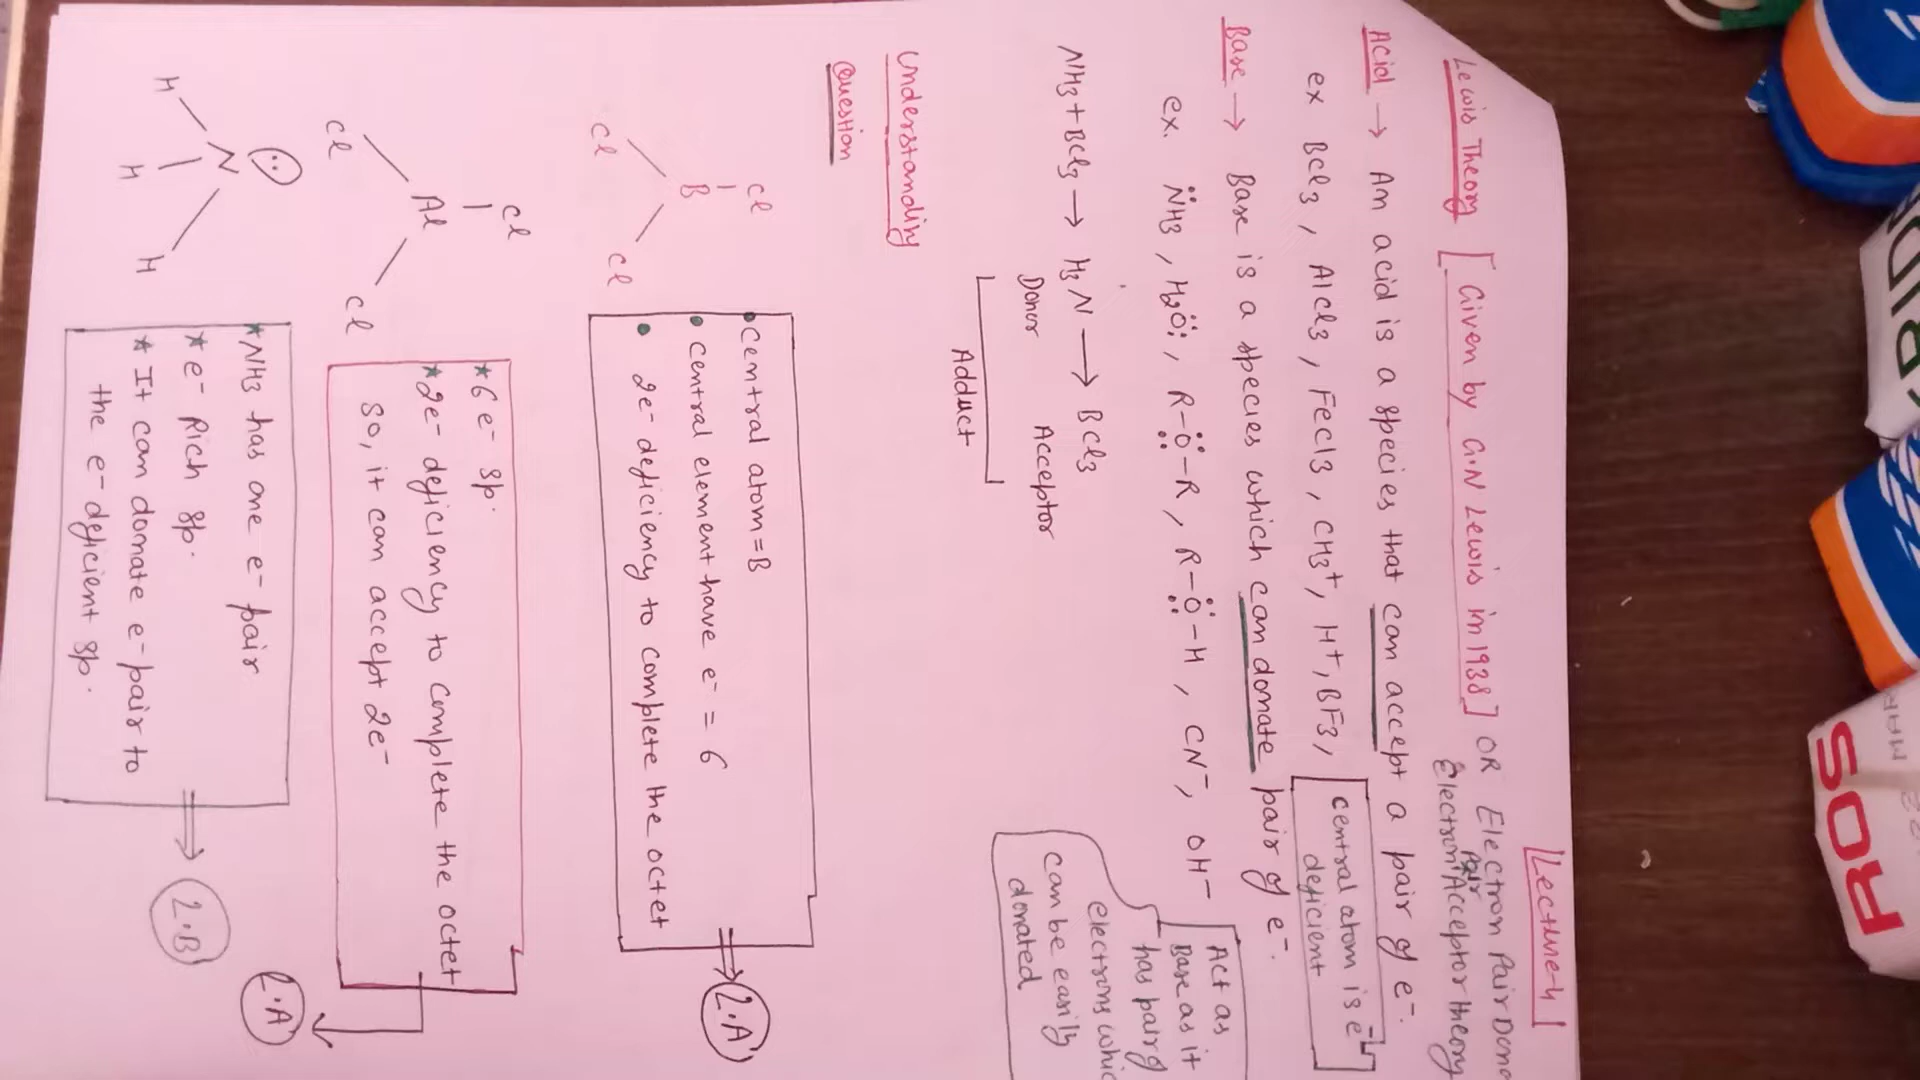 Lecture-4
Lewis Theory [Given by G.N Lewis in 1938] OR Electron Pair Dono
Electron Pair Acceptor theory
Acid → An acid is a species that can accept a pair of e-.
ex BCl3, AlCl3, FeCl3, CH3+, H+, BF3,
central atom is e-
deficient
Base → Base is a species which can donate pair of e-.
ex. NH3, H2O, R-O-R, R-O-H, CN-, OH-
Act as
Base as it
has pair of
electrons whic
can be easily
donated
NH3 + BCl3 → H3N → BCl3
Donor Acceptor
Adduct
Understanding
Question
Cl
B
Cl
Cl
• Central atom = B
• Central element have e- = 6
• 2e- deficiency to complete the octet
⇒ L.A
Cl
Al
Cl
Cl
* 6 e- sp.
* 2e- deficiency to complete the octet
so, it can accept 2e-
L.A
N
H
H
H
* NH3 has one e- pair
* e- Rich sp.
* It can donate e- pair to
the e- deficient sp.
⇒ L.B
ROS